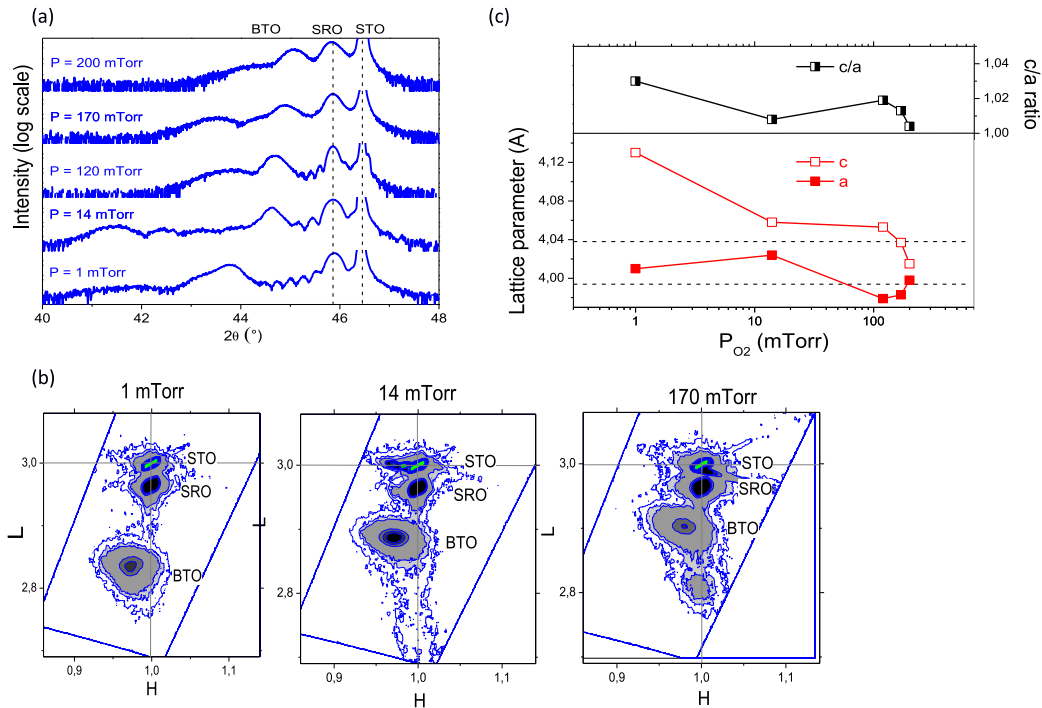 (a)
BTO SRO STO
P = 200 mTorr
P = 170 mTorr
P = 120 mTorr
P = 14 mTorr
P = 1 mTorr
Intensity (log scale)
40 42 44 46 48
2θ (°)
(c)
c/a
1,04
1,02
1,00
c/a ratio
c
a
4,12
4,08
4,04
4,00
Lattice parameter (A)
1 10 100
P O2 (mTorr)
(b)
1 mTorr
3,0
2,8
L
STO
SRO
BTO
0,9 1,0 1,1
H
14 mTorr
3,0
2,8
L
STO
SRO
BTO
0,9 1,0 1,1
H
170 mTorr
3,0
2,8
L
STO
SRO
BTO
0,9 1,0 1,1
H